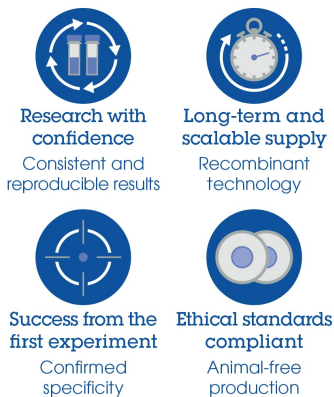 Research with
confidence
Consistent and
reproducible results
Long-term and
scalable supply
Recombinant
technology
Success from the
first experiment
Confirmed
specificity
Ethical standards
compliant
Animal-free
production